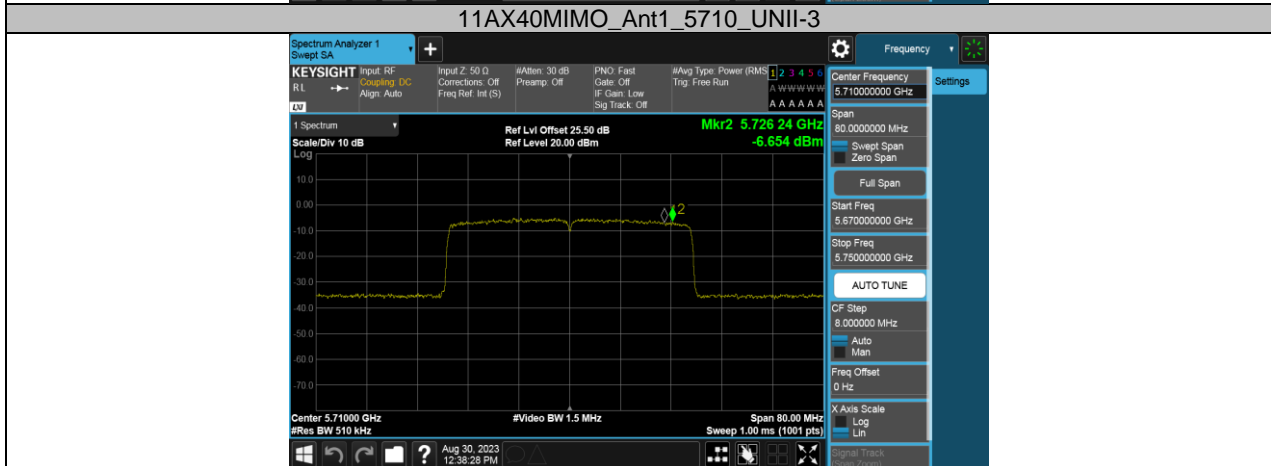 11AX40MIMO_Ant1_5710_UNII-3
Spectrum Analyzer 1
Swept SA
Frequency
KEYSIGHT
RL
Input: RF
Coupling: DC
Align: Auto
Input Z: 50 Ω
Corrections: Off
Freq Ref: Int (S)
#Atten: 30 dB
Preamp: Off
PNO: Fast
Gate: Off
IF Gain: Low
Sig Track: Off
#Avg Type: Power (RMS
Trig: Free Run
1 2 3 4 5 6
A W W W W W
A A A A A A
Center Frequency
5.710000000 GHz
Settings
Span
80.0000000 MHz
Swept Span
Zero Span
Full Span
Start Freq
5.670000000 GHz
Stop Freq
5.750000000 GHz
AUTO TUNE
CF Step
8.000000 MHz
Auto
Man
Freq Offset
0 Hz
X Axis Scale
Log
Lin
Signal Track
(Span Zoom)
1 Spectrum
Scale/Div 10 dB
Log
Ref Lvl Offset 25.50 dB
Ref Level 20.00 dBm
Mkr2 5.726 24 GHz
-6.654 dBm
10.0
0.00
2
-10.0
-20.0
-30.0
-40.0
-50.0
-60.0
-70.0
Center 5.71000 GHz
#Res BW 510 kHz
#Video BW 1.5 MHz
Span 80.00 MHz
Sweep 1.00 ms (1001 pts)
?
Aug 30, 2023
12:38:28 PM